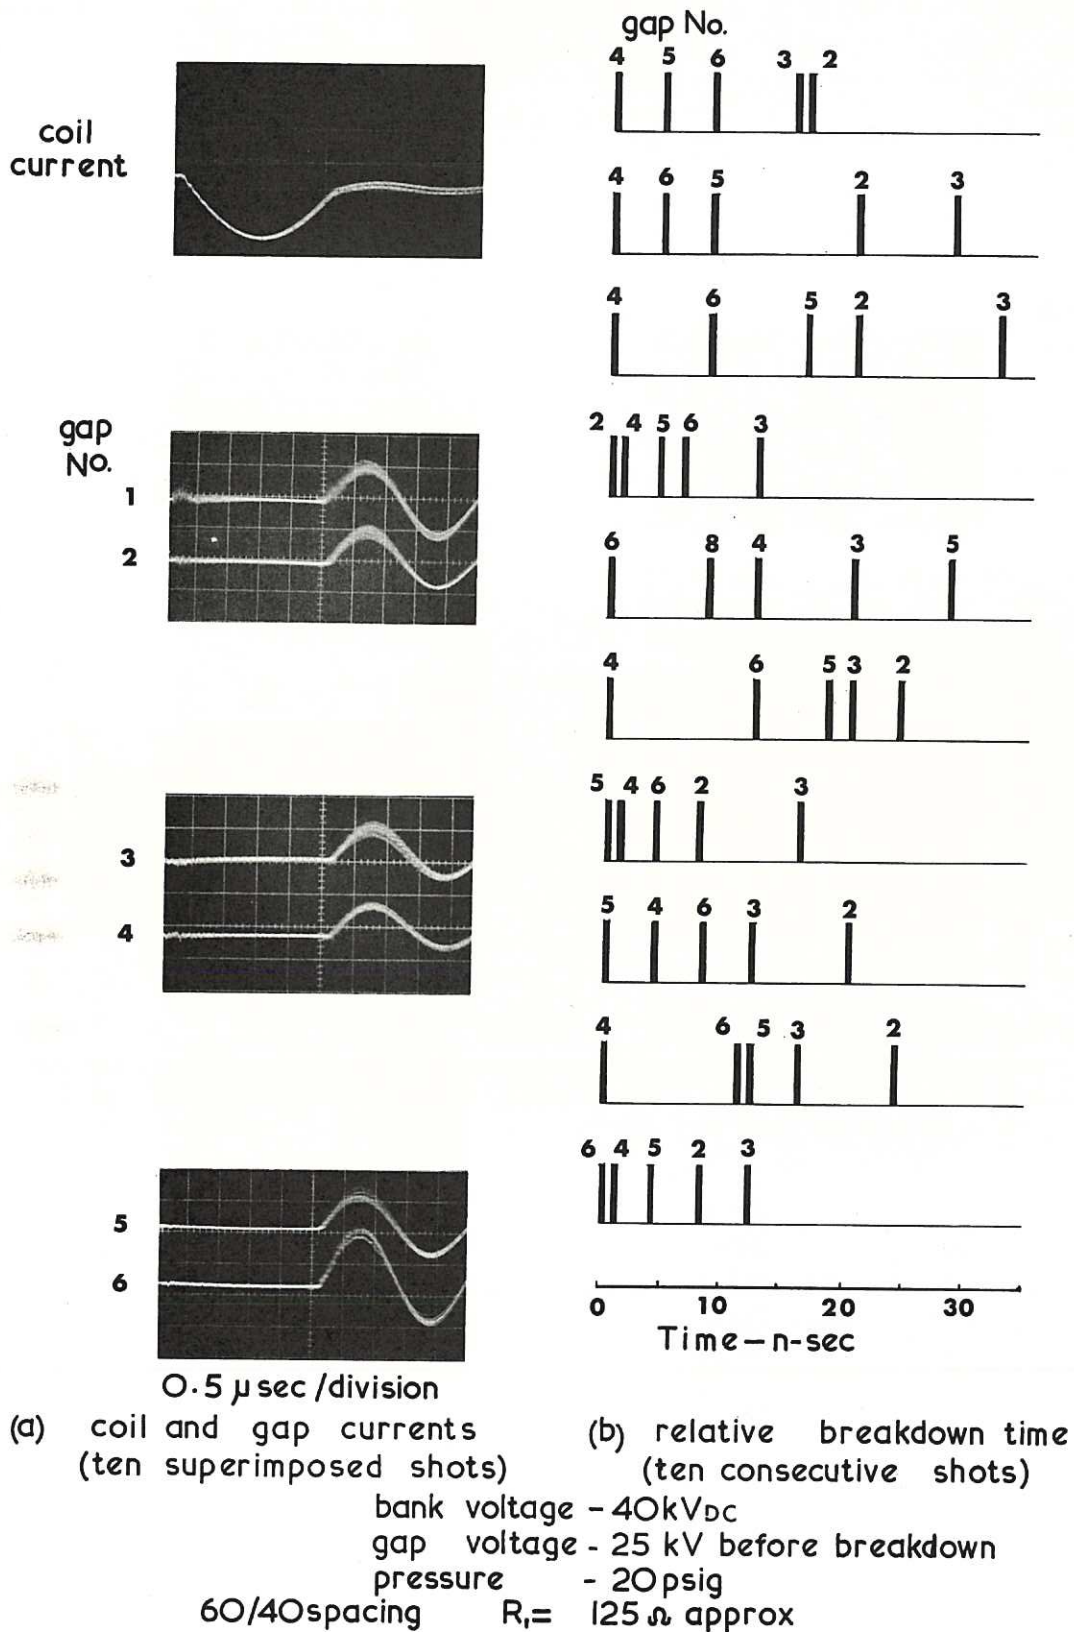 coil
current
gap
No.
1
2
3
4
5
6
0.5 μsec/division
(a) coil and gap currents
(ten superimposed shots)
gap No.
4 5 6 3 2
4 6 5 2 3
4 6 5 2 3
2 4 5 6 3
6 8 4 3 5
4 6 5 3 2
5 4 6 2 3
5 4 6 3 2
4 6 5 3 2
6 4 5 2 3
0 10 20 30
Time-n-sec
(b) relative breakdown time
(ten consecutive shots)
bank voltage - 40kVDC
gap voltage - 25 kV before breakdown
pressure - 20psig
60/40spacing R₁= 125 Ω approx